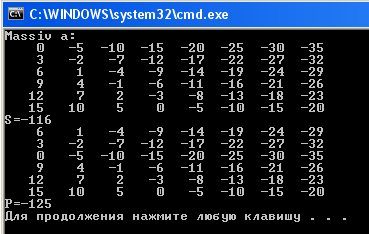 C:\WINDOWS\system32\cmd.exe
Massiv a:
0 -5 -10 -15 -20 -25 -30 -35
3 -2 -7 -12 -17 -22 -27 -32
6 1 -4 -9 -14 -19 -24 -29
9 4 -1 -6 -11 -16 -21 -26
12 7 2 -3 -8 -13 -18 -23
15 10 5 0 -5 -10 -15 -20
S=-116
6 1 -4 -9 -14 -19 -24 -29
3 -2 -7 -12 -17 -22 -27 -32
0 -5 -10 -15 -20 -25 -30 -35
9 4 -1 -6 -11 -16 -21 -26
12 7 2 -3 -8 -13 -18 -23
15 10 5 0 -5 -10 -15 -20
P=-125
Для продолжения нажмите любую клавишу . . .